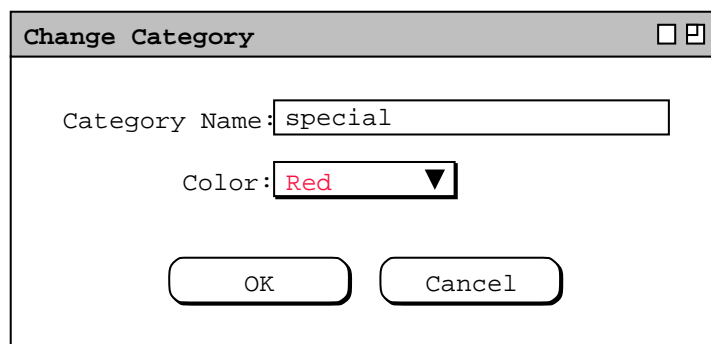 Change Category
Category Name: special
Color: Red
OK Cancel